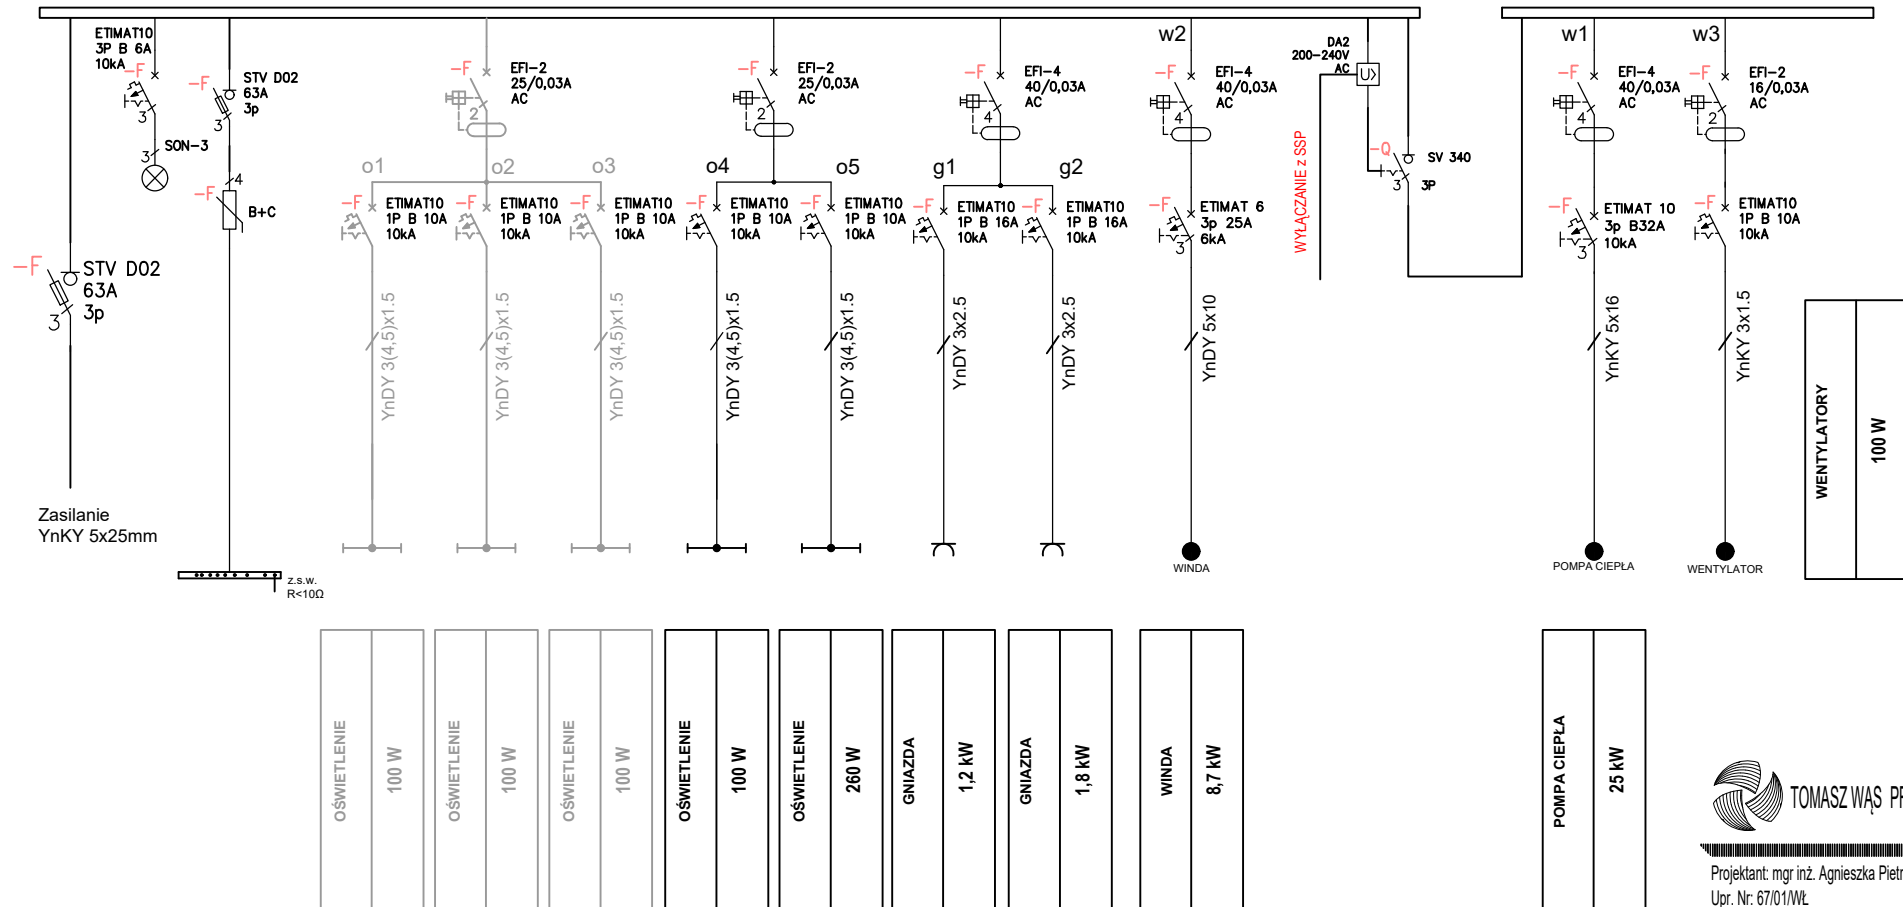 ETIMAT10
3P B 6A
10kA
-F
3
3
SON-3
-F
STV D02
63A
3p
3
4
-F
B+C
-F
STV D02
63A
3p
3
Zasilanie
YnKY 5x25mm
z.s.w.
R<10Ω
-F
EFI-2
25/0,03A
AC
2
o1
o2
o3
-F
ETIMAT10
1P B 10A
10kA
-F
ETIMAT10
1P B 10A
10kA
-F
ETIMAT10
1P B 10A
10kA
YnDY 3(4,5)x1.5
YnDY 3(4,5)x1.5
YnDY 3(4,5)x1.5
-F
EFI-2
25/0,03A
AC
2
o4
o5
-F
ETIMAT10
1P B 10A
10kA
-F
ETIMAT10
1P B 10A
10kA
YnDY 3(4,5)x1.5
YnDY 3(4,5)x1.5
-F
EFI-4
40/0,03A
AC
4
g1
g2
-F
ETIMAT10
1P B 16A
10kA
-F
ETIMAT10
1P B 16A
10kA
YnDY 3x2.5
YnDY 3x2.5
w2
-F
EFI-4
40/0,03A
AC
4
-F
ETIMAT 6
3p 25A
6kA
3
YnDY 5x10
WINDA
DA2
200-240V
AC
U>
WYŁĄCZANIE z SSP
-Q
SV 340
3
3P
w1
-F
EFI-4
40/0,03A
AC
4
-F
ETIMAT 10
3p B32A
10kA
3
YnKY 5x16
POMPA CIEPŁA
w3
-F
EFI-2
16/0,03A
AC
2
-F
ETIMAT10
1P B 10A
10kA
YnKY 3x1.5
WENTYLATOR
WENTYLATORY
100 W
OŚWIETLENIE
100 W
OŚWIETLENIE
100 W
OŚWIETLENIE
100 W
OŚWIETLENIE
100 W
OŚWIETLENIE
260 W
GNIAZDA
1,2 kW
GNIAZDA
1,8 kW
WINDA
8,7 kW
POMPA CIEPŁA
25 kW
TOMASZ WĄS PR
Projektant: mgr inż. Agnieszka Pietr
Upr. Nr: 67/01/WŁ